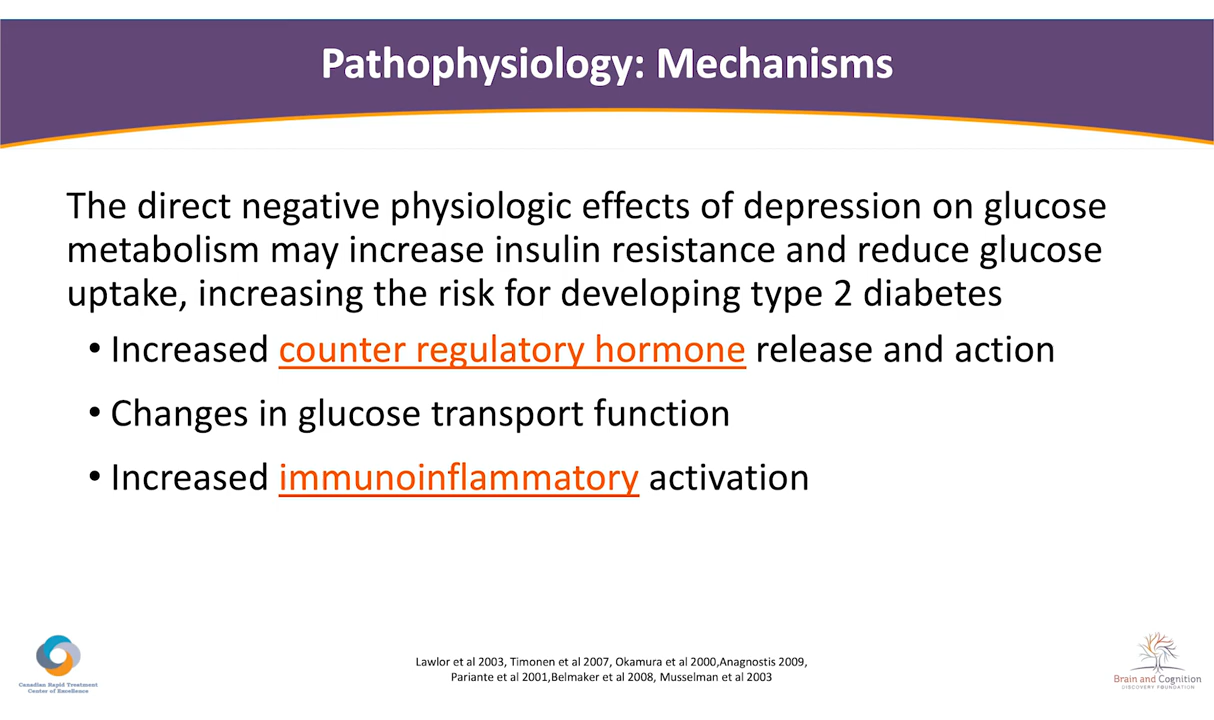 Pathophysiology: Mechanisms
The direct negative physiologic effects of depression on glucose
metabolism may increase insulin resistance and reduce glucose
uptake, increasing the risk for developing type 2 diabetes
• Increased counter regulatory hormone release and action
• Changes in glucose transport function
• Increased immunoinflammatory activation
Lawlor et al 2003, Timonen et al 2007, Okamura et al 2000,Anagnostis 2009,
Pariante et al 2001,Belmaker et al 2008, Musselman et al 2003
Canadian Rapid Treatment
Center of Excellence
Brain and Cognition
DISCOVERY FOUNDATION